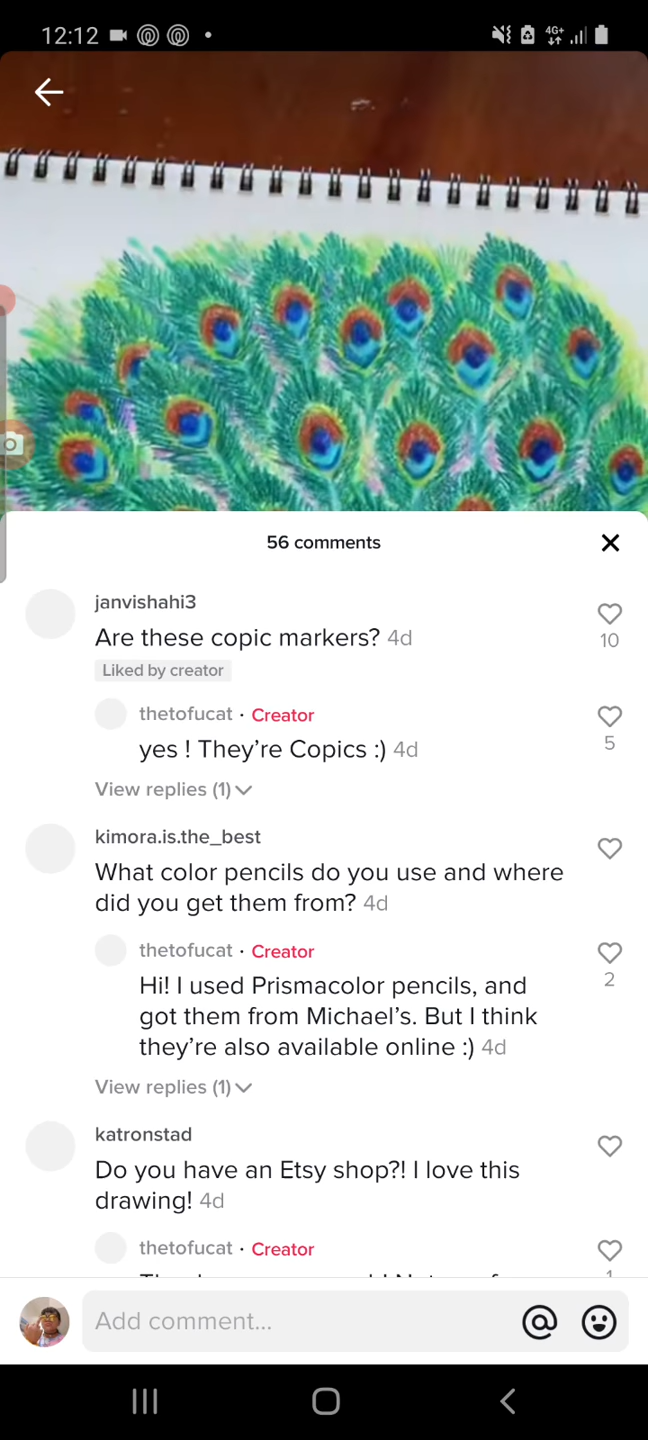 12:12
4G+
56 comments
janvishahi3
Are these copic markers? 4d
10
Liked by creator
thetofucat · Creator
yes ! They’re Copics :) 4d
5
View replies (1)
kimora.is.the_best
What color pencils do you use and where
did you get them from? 4d
thetofucat · Creator
Hi! I used Prismacolor pencils, and
2
got them from Michael’s. But I think
they’re also available online :) 4d
View replies (1)
katronstad
Do you have an Etsy shop?! I love this
drawing! 4d
thetofucat · Creator
Add comment...